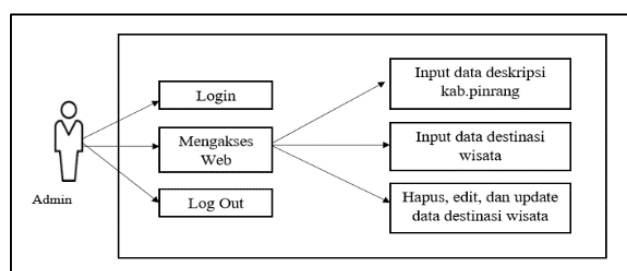 Admin
Login
Mengakses
Web
Log Out
Input data deskripsi
kab.pinrang
Input data destinasi
wisata
Hapus, edit, dan update
data destinasi wisata